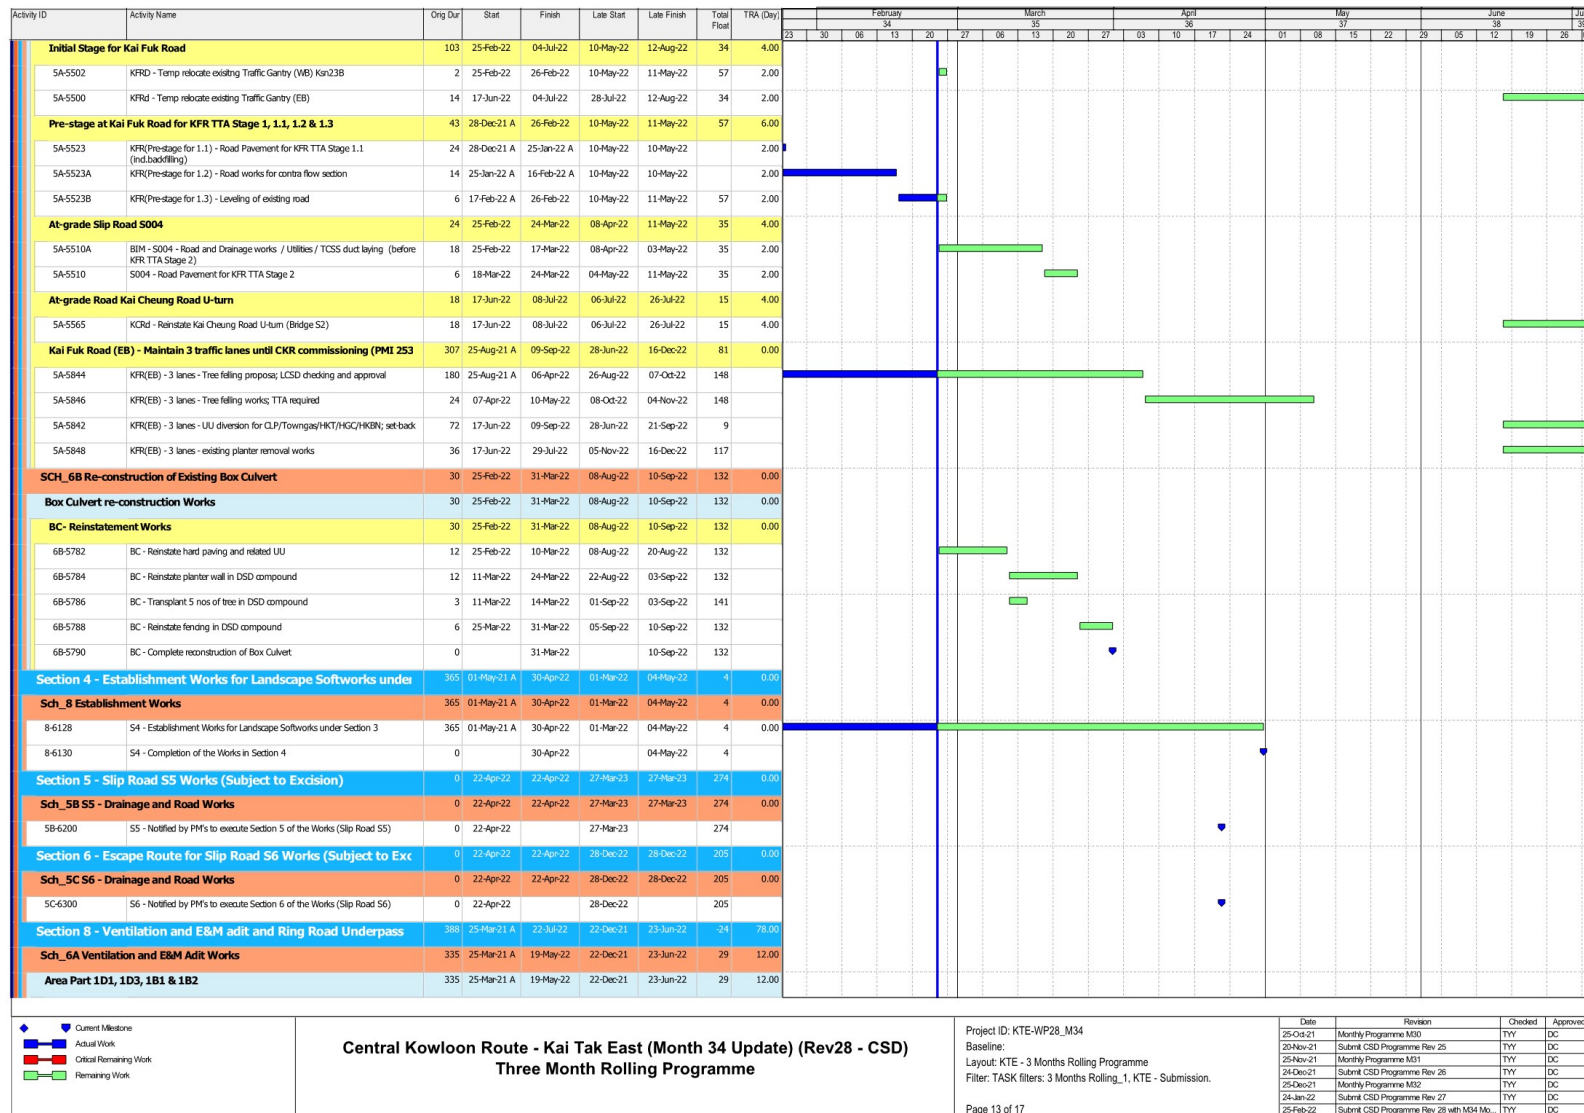 Activity ID Activity Name Orig Dur Start Finish Late Start Late Finish Total Float TRA (Day)
February March April May June Ju
34 35 36 37 38 39
23 30 06 13 20 27 06 13 20 27 03 10 17 24 01 08 15 22 29 05 12 19 26
Initial Stage for Kai Fuk Road 103 25-Feb-22 04-Jul-22 10-May-22 12-Aug-22 34 4.00
5A-5502 KFRD - Temp relocate exisitng Traffic Gantry (WB) Ksn23B 2 25-Feb-22 26-Feb-22 10-May-22 11-May-22 57 2.00
5A-5500 KFRd - Temp relocate existing Traffic Gantry (EB) 14 17-Jun-22 04-Jul-22 28-Jul-22 12-Aug-22 34 2.00
Pre-stage at Kai Fuk Road for KFR TTA Stage 1, 1.1, 1.2 & 1.3 43 28-Dec-21 A 26-Feb-22 10-May-22 11-May-22 57 6.00
5A-5523 KFR(Pre-stage for 1.1) - Road Pavement for KFR TTA Stage 1.1 24 28-Dec-21 A 25-Jan-22 A 10-May-22 10-May-22 2.00
(incl.backfilling)
5A-5523A KFR(Pre-stage for 1.2) - Road works for contra flow section 14 25-Jan-22 A 16-Feb-22 A 10-May-22 10-May-22 2.00
5A-5523B KFR(Pre-stage for 1.3) - Leveling of existing road 6 17-Feb-22 A 26-Feb-22 10-May-22 11-May-22 57 2.00
At-grade Slip Road S004 24 25-Feb-22 24-Mar-22 08-Apr-22 11-May-22 35 4.00
5A-5510A BIM - S004 - Road and Drainage works / Utilities / TCSS duct laying (before 18 25-Feb-22 17-Mar-22 08-Apr-22 03-May-22 35 2.00
KFR TTA Stage 2)
5A-5510 S004 - Road Pavement for KFR TTA Stage 2 6 18-Mar-22 24-Mar-22 04-May-22 11-May-22 35 2.00
At-grade Road Kai Cheung Road U-turn 18 17-Jun-22 08-Jul-22 06-Jul-22 26-Jul-22 15 4.00
5A-5565 KCRd - Reinstate Kai Cheung Road U-turn (Bridge S2) 18 17-Jun-22 08-Jul-22 06-Jul-22 26-Jul-22 15 4.00
Kai Fuk Road (EB) - Maintain 3 traffic lanes until CKR commissioning (PMI 253 307 25-Aug-21 A 09-Sep-22 28-Jun-22 16-Dec-22 81 0.00
5A-5844 KFR(EB) - 3 lanes - Tree felling proposa; LCSD checking and approval 180 25-Aug-21 A 06-Apr-22 26-Aug-22 07-Oct-22 148
5A-5846 KFR(EB) - 3 lanes - Tree felling works; TTA required 24 07-Apr-22 10-May-22 08-Oct-22 04-Nov-22 148
5A-5842 KFR(EB) - 3 lanes - UU diversion for CLP/Towngas/HKT/HGC/HKBN; set-back 72 17-Jun-22 09-Sep-22 28-Jun-22 21-Sep-22 9
5A-5848 KFR(EB) - 3 lanes - existing planter removal works 36 17-Jun-22 29-Jul-22 05-Nov-22 16-Dec-22 117
SCH_6B Re-construction of Existing Box Culvert 30 25-Feb-22 31-Mar-22 08-Aug-22 10-Sep-22 132 0.00
Box Culvert re-construction Works 30 25-Feb-22 31-Mar-22 08-Aug-22 10-Sep-22 132 0.00
BC- Reinstatement Works 30 25-Feb-22 31-Mar-22 08-Aug-22 10-Sep-22 132 0.00
6B-5782 BC - Reinstate hard paving and related UU 12 25-Feb-22 10-Mar-22 08-Aug-22 20-Aug-22 132
6B-5784 BC - Reinstate planter wall in DSD compound 12 11-Mar-22 24-Mar-22 22-Aug-22 03-Sep-22 132
6B-5786 BC - Transplant 5 nos of tree in DSD compound 3 11-Mar-22 14-Mar-22 01-Sep-22 03-Sep-22 141
6B-5788 BC - Reinstate fencing in DSD compound 6 25-Mar-22 31-Mar-22 05-Sep-22 10-Sep-22 132
6B-5790 BC - Complete reconstruction of Box Culvert 0 31-Mar-22 10-Sep-22 132
Section 4 - Establishment Works for Landscape Softworks under 365 01-May-21 A 30-Apr-22 01-Mar-22 04-May-22 4 0.00
Sch_8 Establishment Works 365 01-May-21 A 30-Apr-22 01-Mar-22 04-May-22 4 0.00
8-6128 S4 - Establishment Works for Landscape Softworks under Section 3 365 01-May-21 A 30-Apr-22 01-Mar-22 04-May-22 4 0.00
8-6130 S4 - Completion of the Works in Section 4 0 30-Apr-22 04-May-22 4
Section 5 - Slip Road S5 Works (Subject to Excision) 0 22-Apr-22 22-Apr-22 27-Mar-23 27-Mar-23 274 0.00
Sch_5B S5 - Drainage and Road Works 0 22-Apr-22 22-Apr-22 27-Mar-23 27-Mar-23 274 0.00
5B-6200 S5 - Notified by PM's to execute Section 5 of the Works (Slip Road S5) 0 22-Apr-22 27-Mar-23 274
Section 6 - Escape Route for Slip Road S6 Works (Subject to Exc 0 22-Apr-22 22-Apr-22 28-Dec-22 28-Dec-22 205 0.00
Sch_5C S6 - Drainage and Road Works 0 22-Apr-22 22-Apr-22 28-Dec-22 28-Dec-22 205 0.00
5C-6300 S6 - Notified by PM's to execute Section 6 of the Works (Slip Road S6) 0 22-Apr-22 28-Dec-22 205
Section 8 - Ventilation and E&M adit and Ring Road Underpass 388 25-Mar-21 A 22-Jul-22 22-Dec-21 23-Jun-22 -24 78.00
Sch_6A Ventilation and E&M Adit Works 335 25-Mar-21 A 19-May-22 22-Dec-21 23-Jun-22 29 12.00
Area Part 1D1, 1D3, 1B1 & 1B2 335 25-Mar-21 A 19-May-22 22-Dec-21 23-Jun-22 29 12.00
Current Milestone
Actual Work
Critical Remaining Work
Remaining Work
Central Kowloon Route - Kai Tak East (Month 34 Update) (Rev28 - CSD)
Three Month Rolling Programme
Project ID: KTE-WP28_M34
Baseline:
Layout: KTE - 3 Months Rolling Programme
Filter: TASK filters: 3 Months Rolling_1, KTE - Submission.
Page 13 of 17
Date Revision Checked Approved
25-Oct-21 Monthly Programme M30 TYY DC
20-Nov-21 Submit CSD Programme Rev 25 TYY DC
25-Nov-21 Monthly Programme M31 TYY DC
24-Dec-21 Submit CSD Programme Rev 26 TYY DC
25-Dec-21 Monthly Programme M32 TYY DC
24-Jan-22 Submit CSD Programme Rev 27 TYY DC
25-Feb-22 Submit CSD Programme Rev 28 with M34 Mo... TYY DC